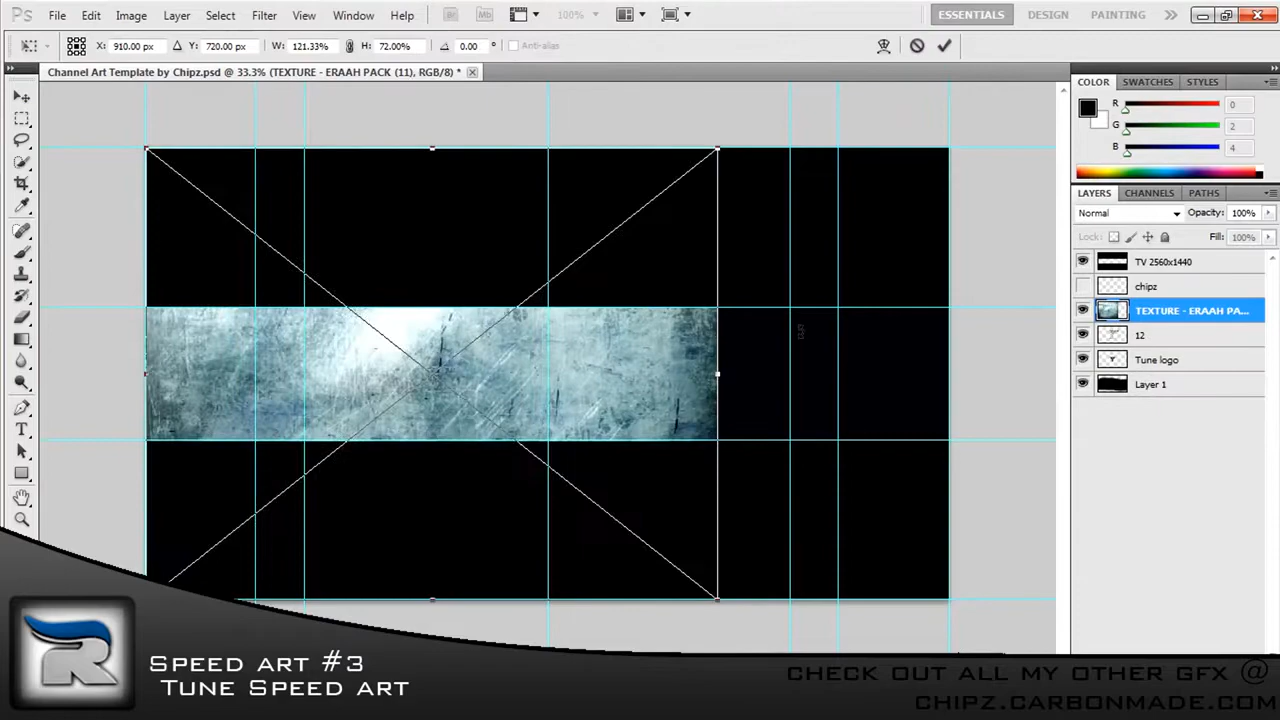 Ps File Edit Image Layer Select Filter View Window Help Br Mb 100% ESSENTIALS DESIGN PAINTING
X: 910.00 px Y: 720.00 px W: 121.33% H: 72.00% 0.00 ° Anti-alias
Channel Art Template by Chipz.psd @ 33.3% (TEXTURE - ERAAH PACK (11), RGB/8) *
COLOR SWATCHES STYLES
R 0
G 2
B 4
LAYERS CHANNELS PATHS
Normal Opacity: 100%
Lock: Fill: 100%
TV 2560x1440
chipz
TEXTURE - ERAAH PA...
12
Tune logo
Layer 1
T
R
Speed art #3
Tune Speed art
check out all my other GFX @
chipz.carbonmade.com